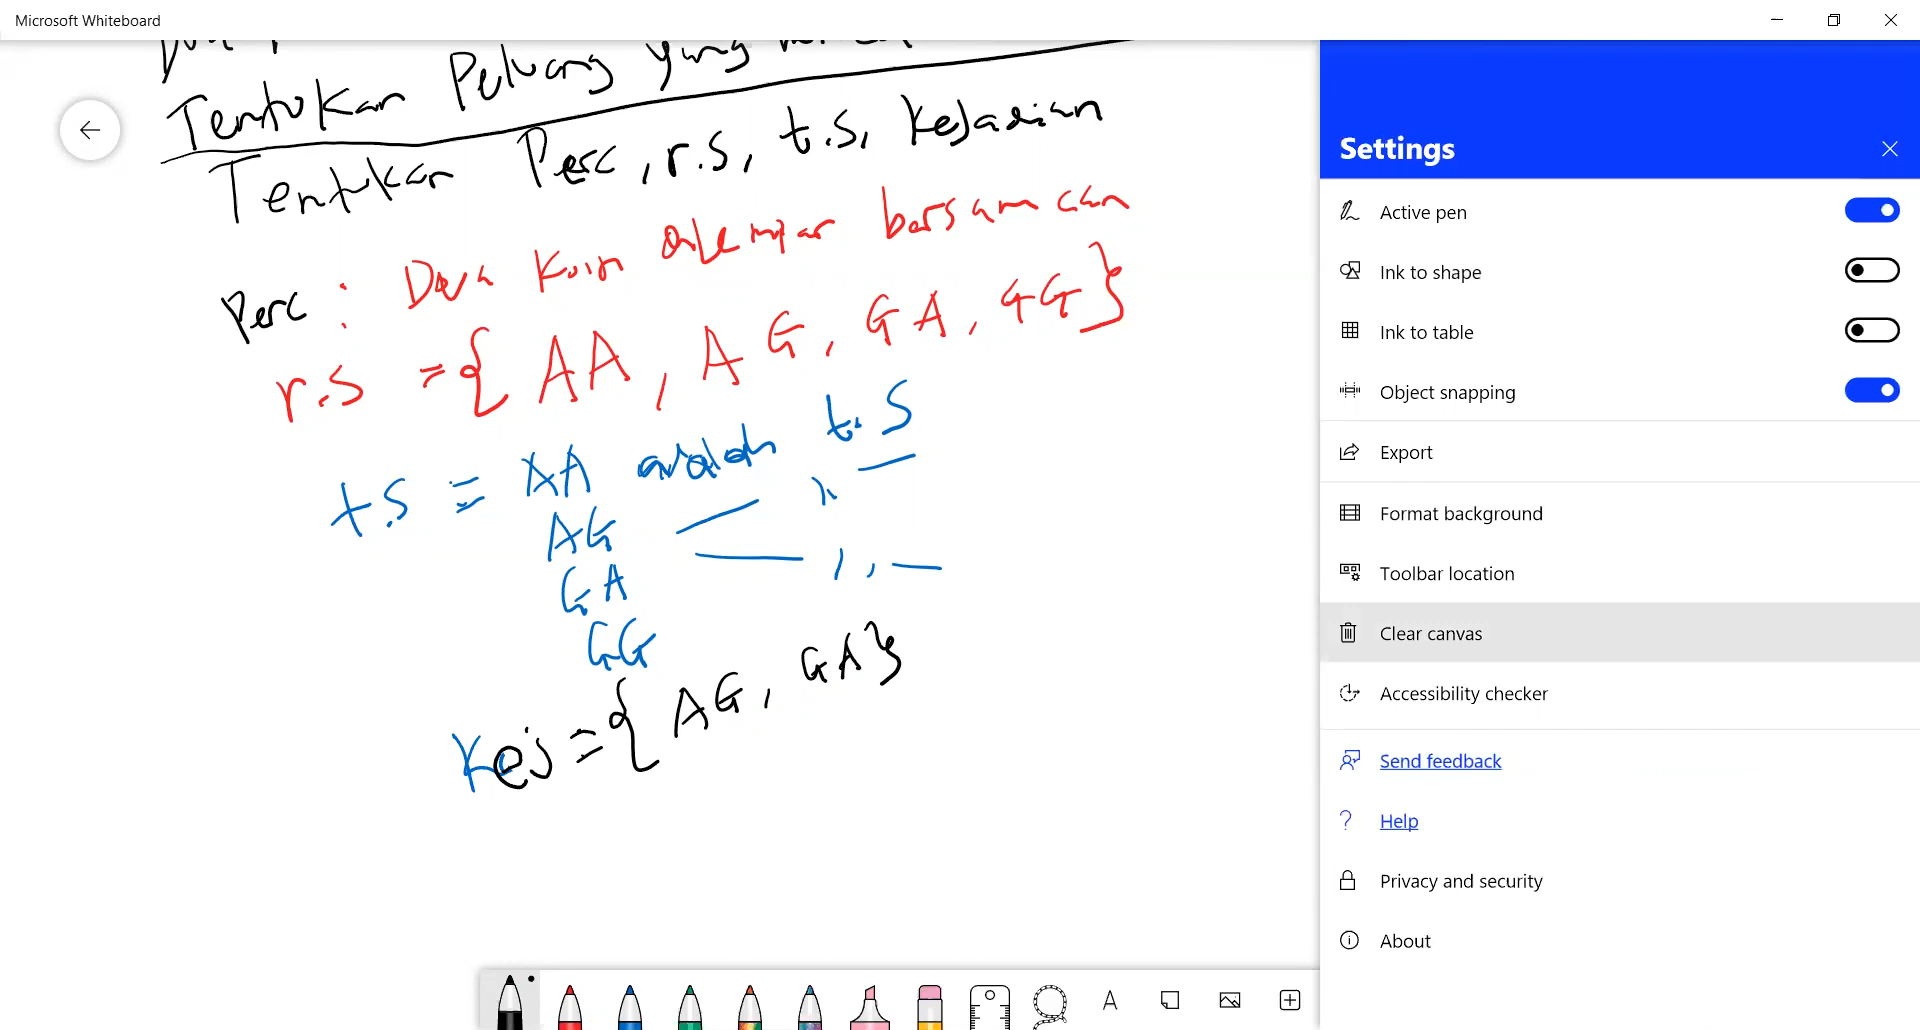 Microsoft Whiteboard
Tentukan Peluang yang
Tentukan Perc, r.s, t.s, Kejadian
Perc : Dua Koin dilempar bersamaan
r.s = { AA, AG, GA, GG}
t.s = AA adalah t.s
AG
GA
GG
Kej = { AG, GA}
Settings
Active pen
Ink to shape
Ink to table
Object snapping
Export
Format background
Toolbar location
Clear canvas
Accessibility checker
Send feedback
Help
Privacy and security
About